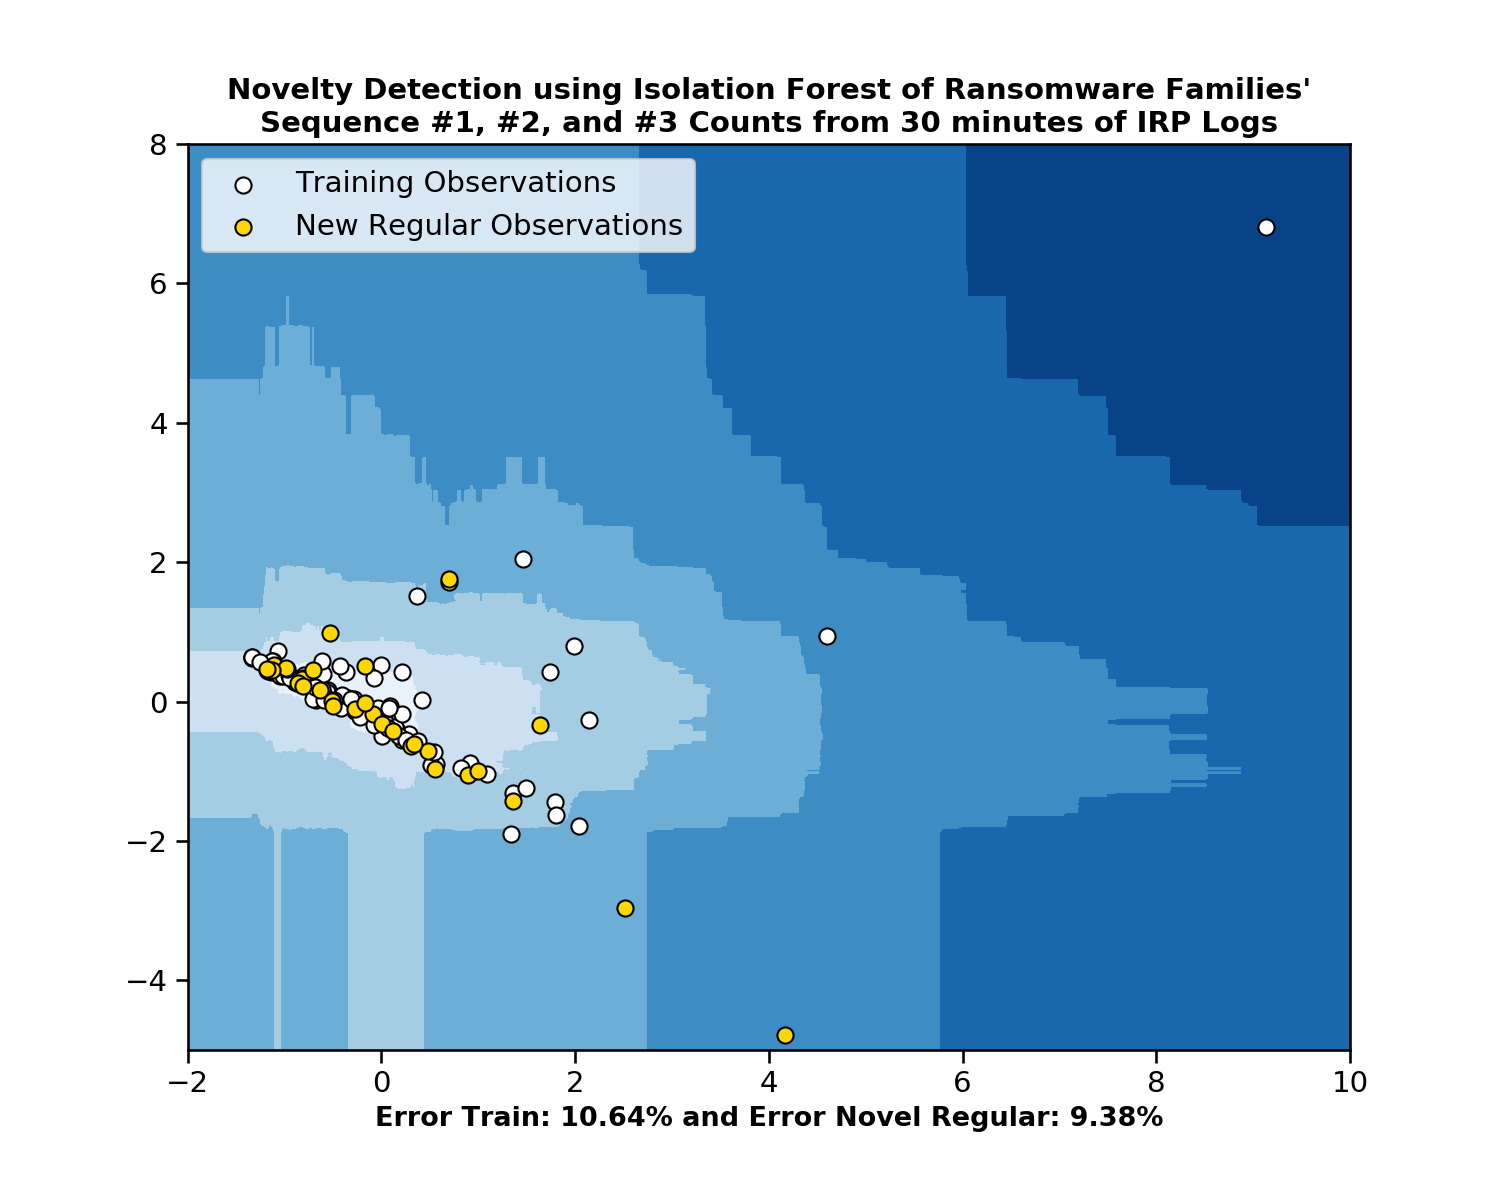 Novelty Detection using Isolation Forest of Ransomware Families'
Sequence #1, #2, and #3 Counts from 30 minutes of IRP Logs
Training Observations
New Regular Observations
8
6
4
2
0
−2
−4
−2 0 2 4 6 8 10
Error Train: 10.64% and Error Novel Regular: 9.38%